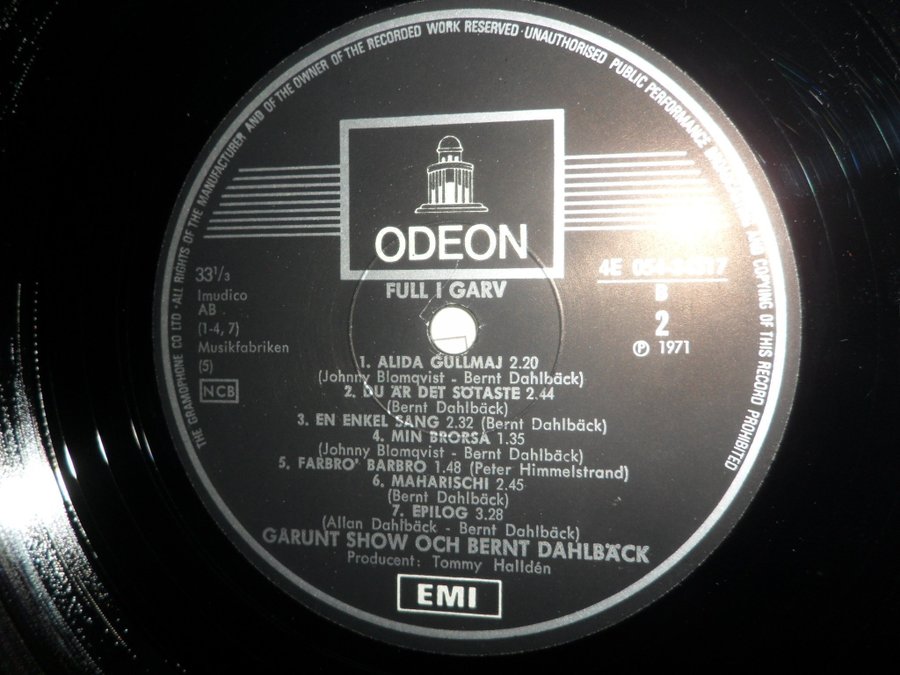 THE GRAMOPHONE CO LTD · ALL RIGHTS OF THE MANUFACTURER AND OF THE OWNER OF THE RECORDED WORK RESERVED · UNAUTHORISED PUBLIC PERFORMANCE AND COPYING OF THIS RECORD PROHIBITED
ODEON
FULL I GARV
33 1/3
Imudico
AB
(1-4, 7)
Musikfabriken
(5)
NCB
4E
B
2
Ⓟ 1971
1. ALIDA GULLMAJ 2.20
(Johnny Blomqvist - Bernt Dahlbäck)
2. DU ÄR DET SÖTASTE 2.44
(Bernt Dahlbäck)
3. EN ENKEL SÅNG 2.32 (Bernt Dahlbäck)
4. MIN BRORSA 1.35
(Johnny Blomqvist - Bernt Dahlbäck)
5. FARBRO' BARBRO 1.48 (Peter Himmelstrand)
6. MAHARISCHI 2.45
(Bernt Dahlbäck)
7. EPILOG 3.28
(Allan Dahlbäck - Bernt Dahlbäck)
GARUNT SHOW OCH BERNT DAHLBÄCK
Producent: Tommy Halldén
EMI